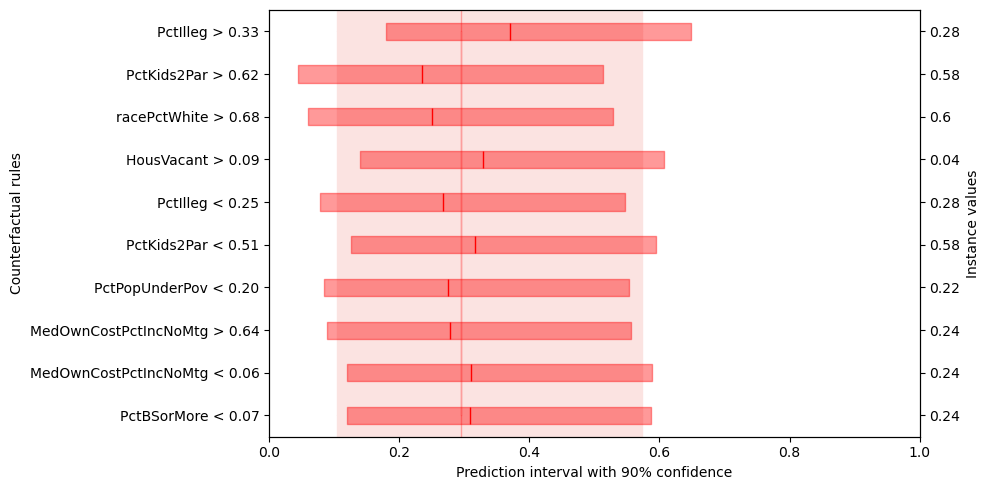 Counterfactual rules
PctIlleg > 0.33
PctKids2Par > 0.62
racePctWhite > 0.68
HousVacant > 0.09
PctIlleg < 0.25
PctKids2Par < 0.51
PctPopUnderPov < 0.20
MedOwnCostPctIncNoMtg > 0.64
MedOwnCostPctIncNoMtg < 0.06
PctBSorMore < 0.07
0.28
0.58
0.6
0.04
0.28
0.58
0.22
0.24
0.24
0.24
Instance values
0.0 0.2 0.4 0.6 0.8 1.0
Prediction interval with 90% confidence